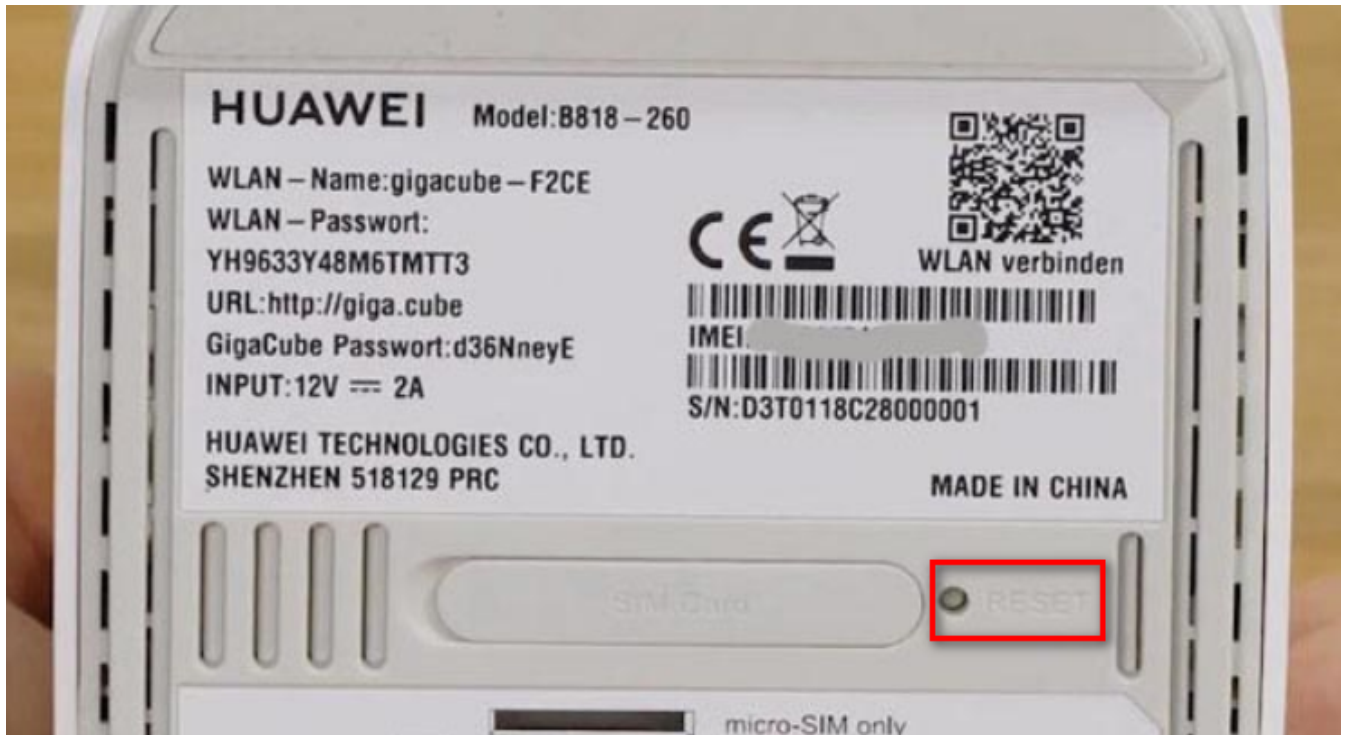 HUAWEI Model:B818-260
WLAN-Name:gigacube-F2CE
WLAN-Passwort:
YH9633Y48M6TMTT3
URL:http://giga.cube
GigaCube Passwort:d36NneyE
INPUT:12V ⎓ 2A
HUAWEI TECHNOLOGIES CO., LTD.
SHENZHEN 518129 PRC
CE
WLAN verbinden
IMEI
S/N:D3T0118C28000001
MADE IN CHINA
SIM Card
RESET
micro-SIM only